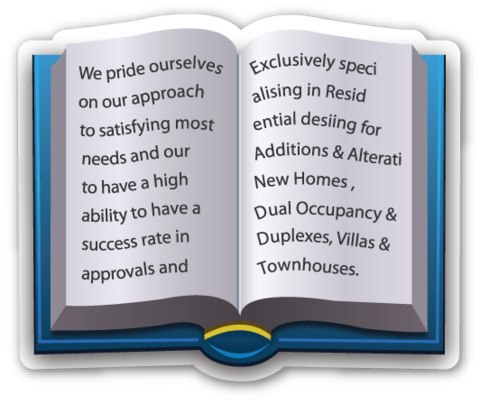 We pride ourselves
on our approach
to satisfying most
needs and our
to have a high
ability to have a
success rate in
approvals and
Exclusively speci
alising in Resid
ential desiing for
Additions & Alterati
New Homes ,
Dual Occupancy &
Duplexes, Villas &
Townhouses.